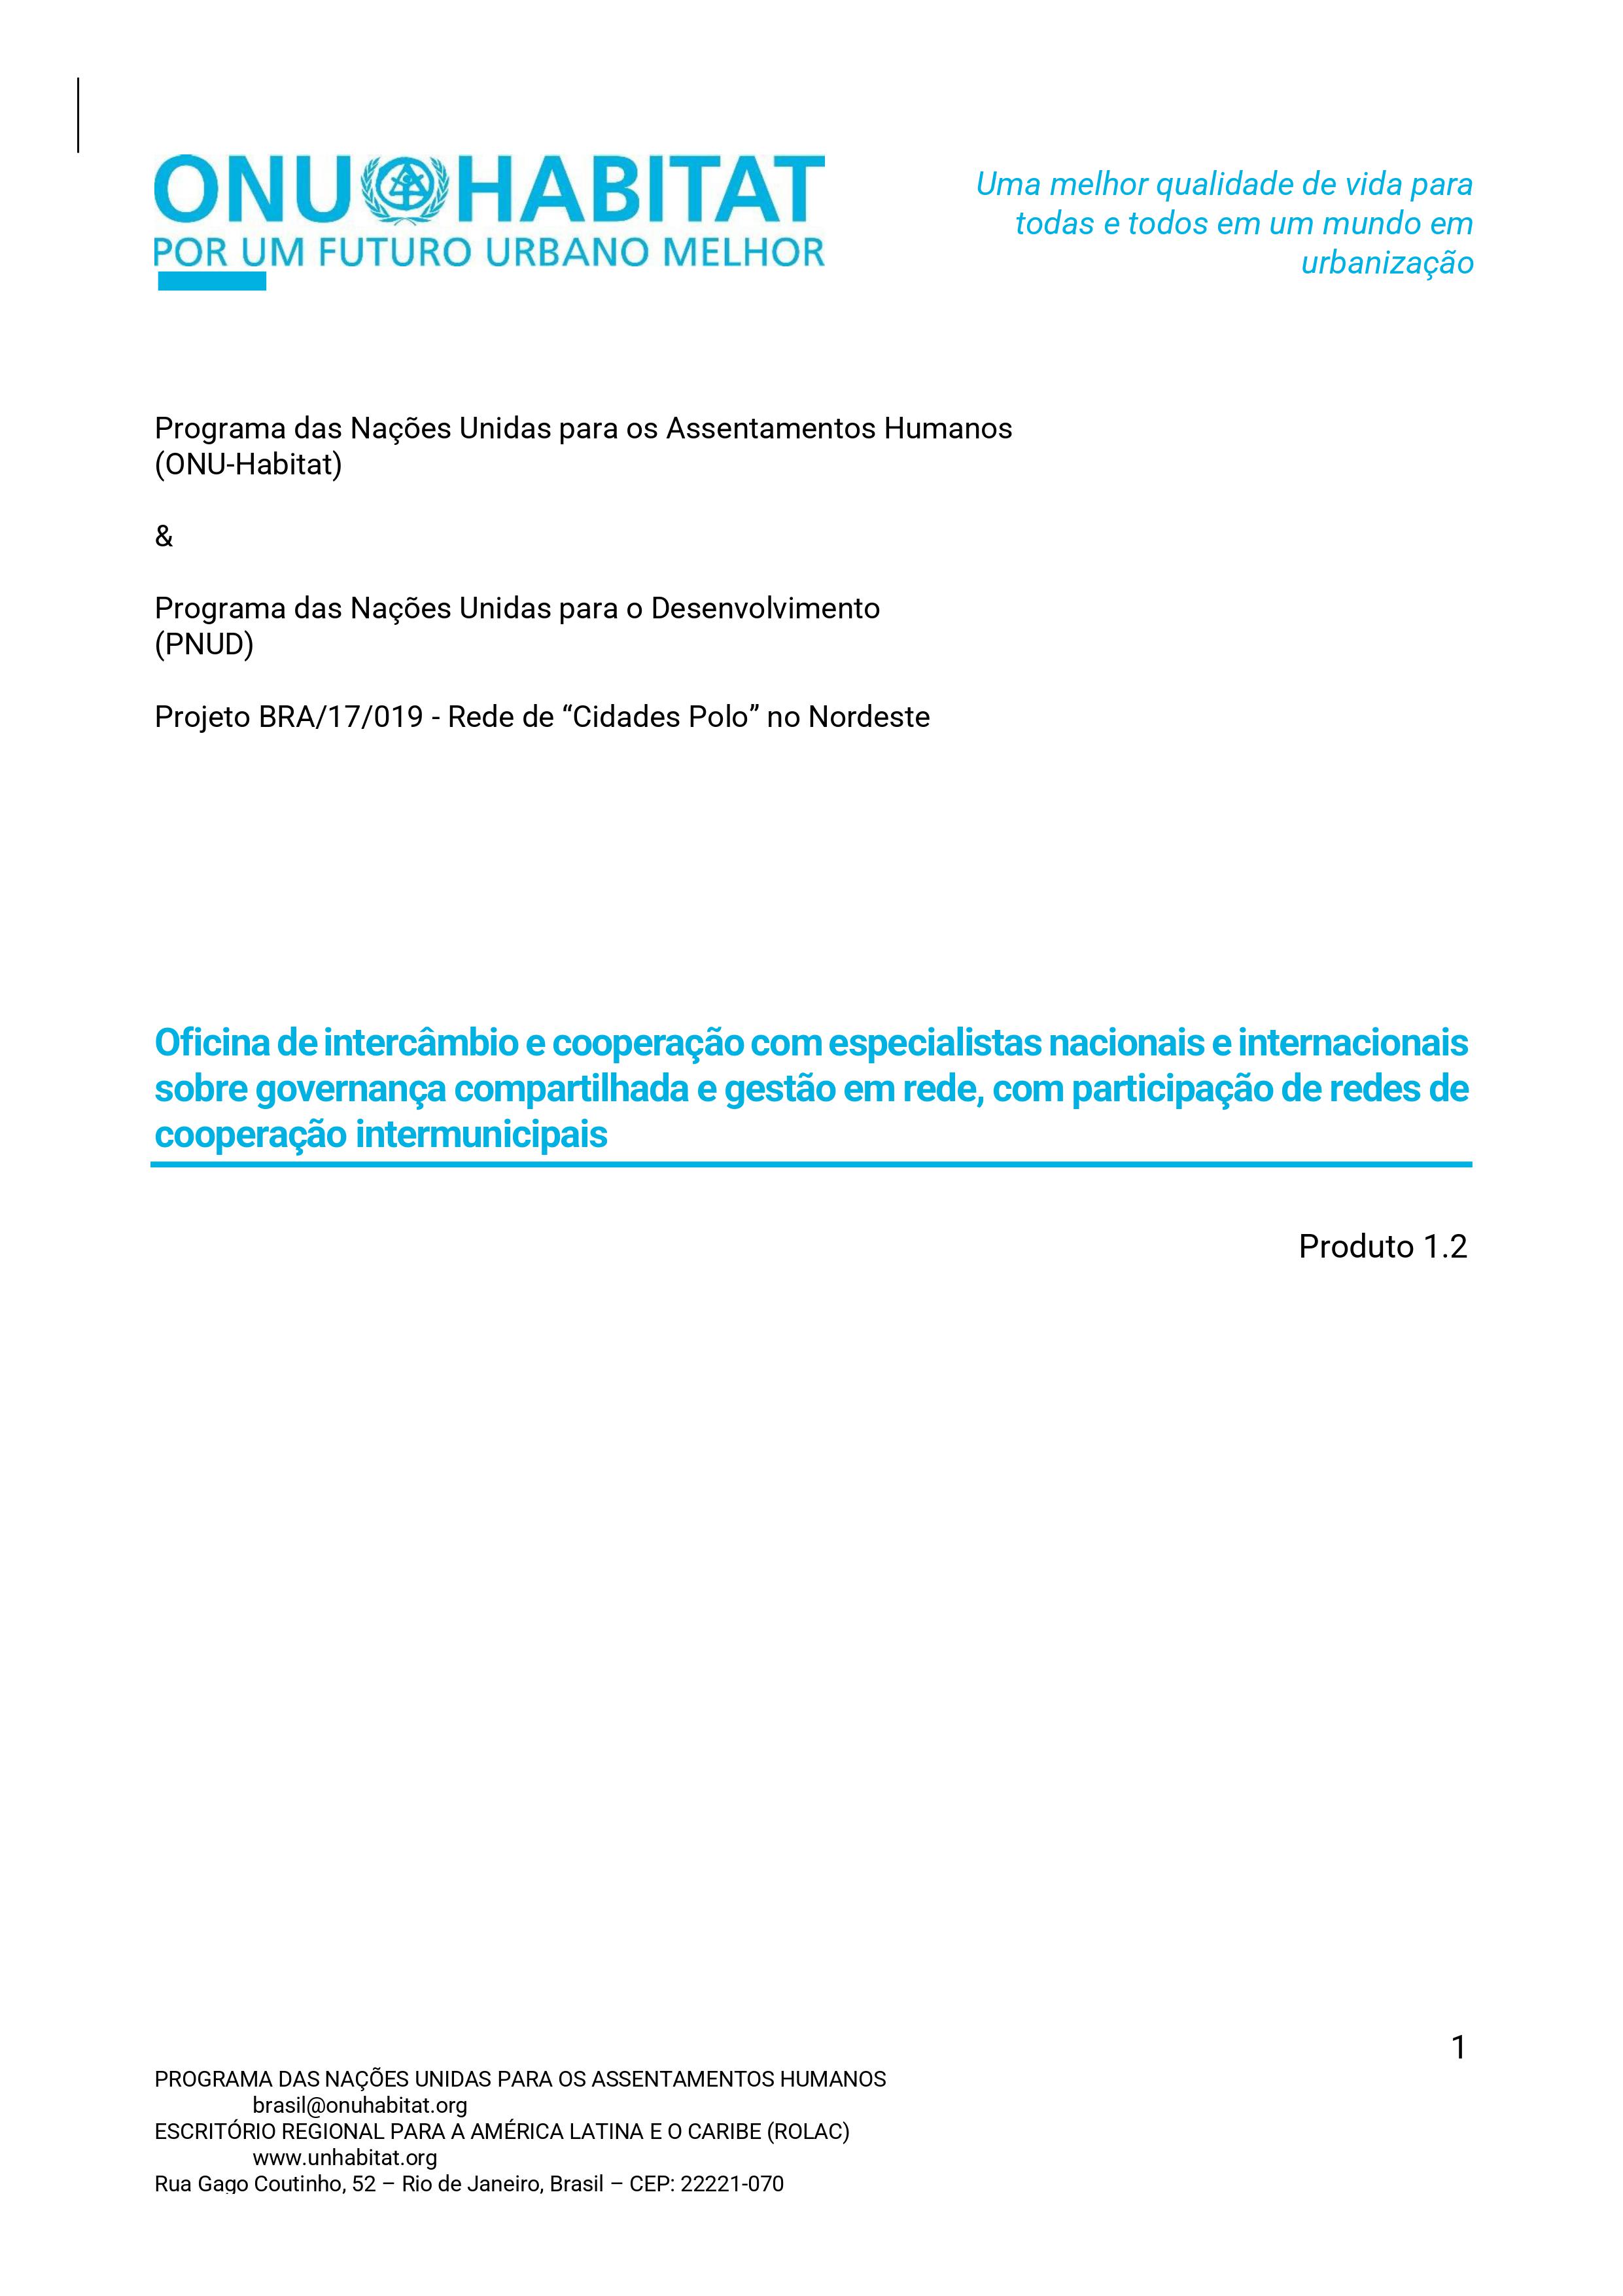 ONU HABITAT
POR UM FUTURO URBANO MELHOR
Uma melhor qualidade de vida para
todas e todos em um mundo em
urbanização
Programa das Nações Unidas para os Assentamentos Humanos
(ONU-Habitat)
&
Programa das Nações Unidas para o Desenvolvimento
(PNUD)
Projeto BRA/17/019 - Rede de “Cidades Polo” no Nordeste
Oficina de intercâmbio e cooperação com especialistas nacionais e internacionais
sobre governança compartilhada e gestão em rede, com participação de redes de
cooperação intermunicipais
Produto 1.2
1
PROGRAMA DAS NAÇÕES UNIDAS PARA OS ASSENTAMENTOS HUMANOS
brasil@onuhabitat.org
ESCRITÓRIO REGIONAL PARA A AMÉRICA LATINA E O CARIBE (ROLAC)
www.unhabitat.org
Rua Gago Coutinho, 52 – Rio de Janeiro, Brasil – CEP: 22221-070